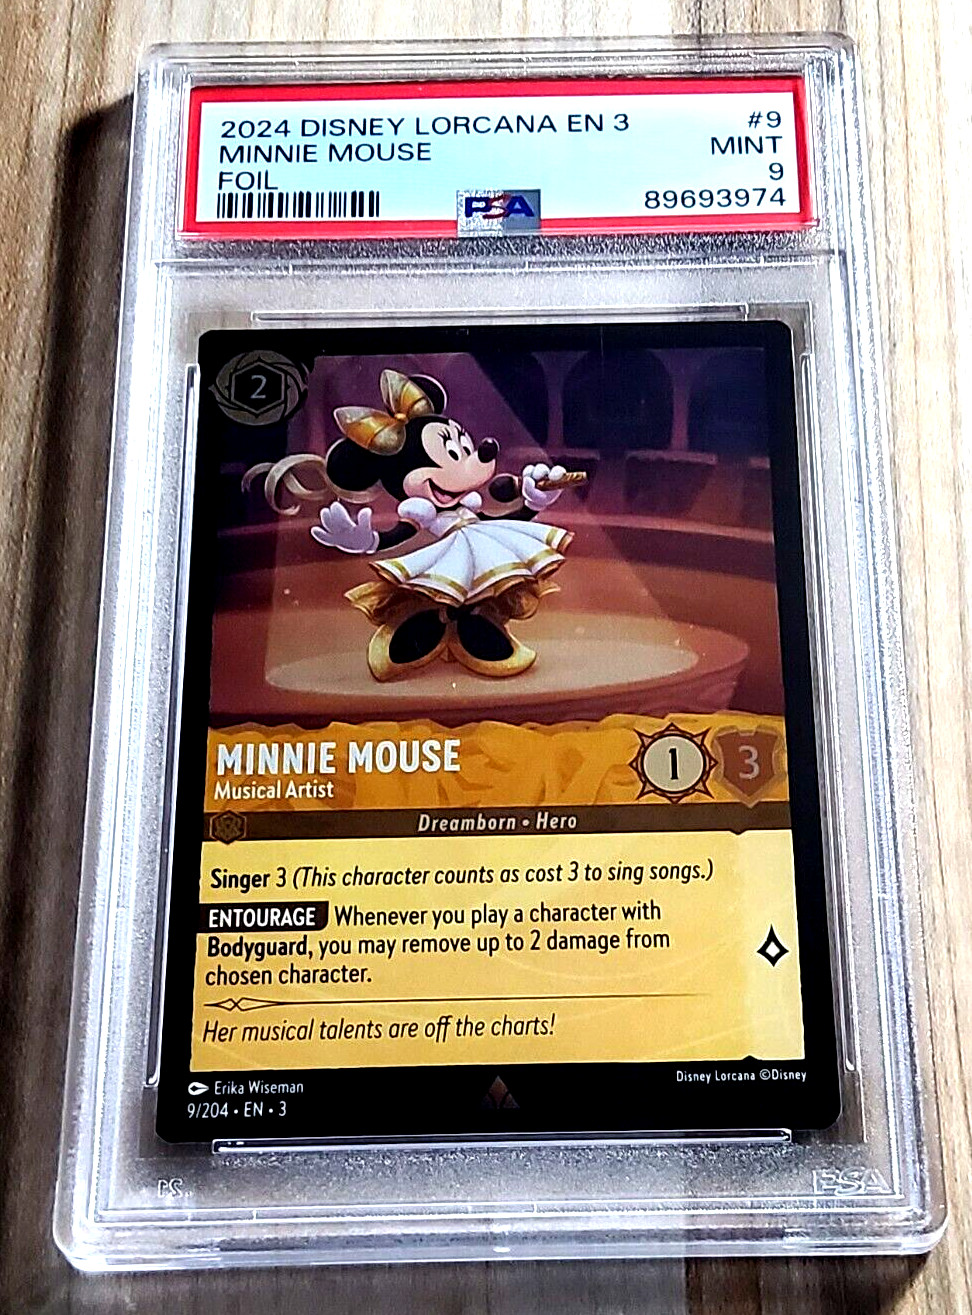 2024 DISNEY LORCANA EN 3 #9
MINNIE MOUSE MINT
FOIL 9
PSA 89693974
2
MINNIE MOUSE 1 3
Musical Artist
Dreamborn • Hero
Singer 3 (This character counts as cost 3 to sing songs.)
ENTOURAGE Whenever you play a character with
Bodyguard, you may remove up to 2 damage from
chosen character.
Her musical talents are off the charts!
Erika Wiseman Disney Lorcana ©Disney
9/204 • EN • 3
PSA